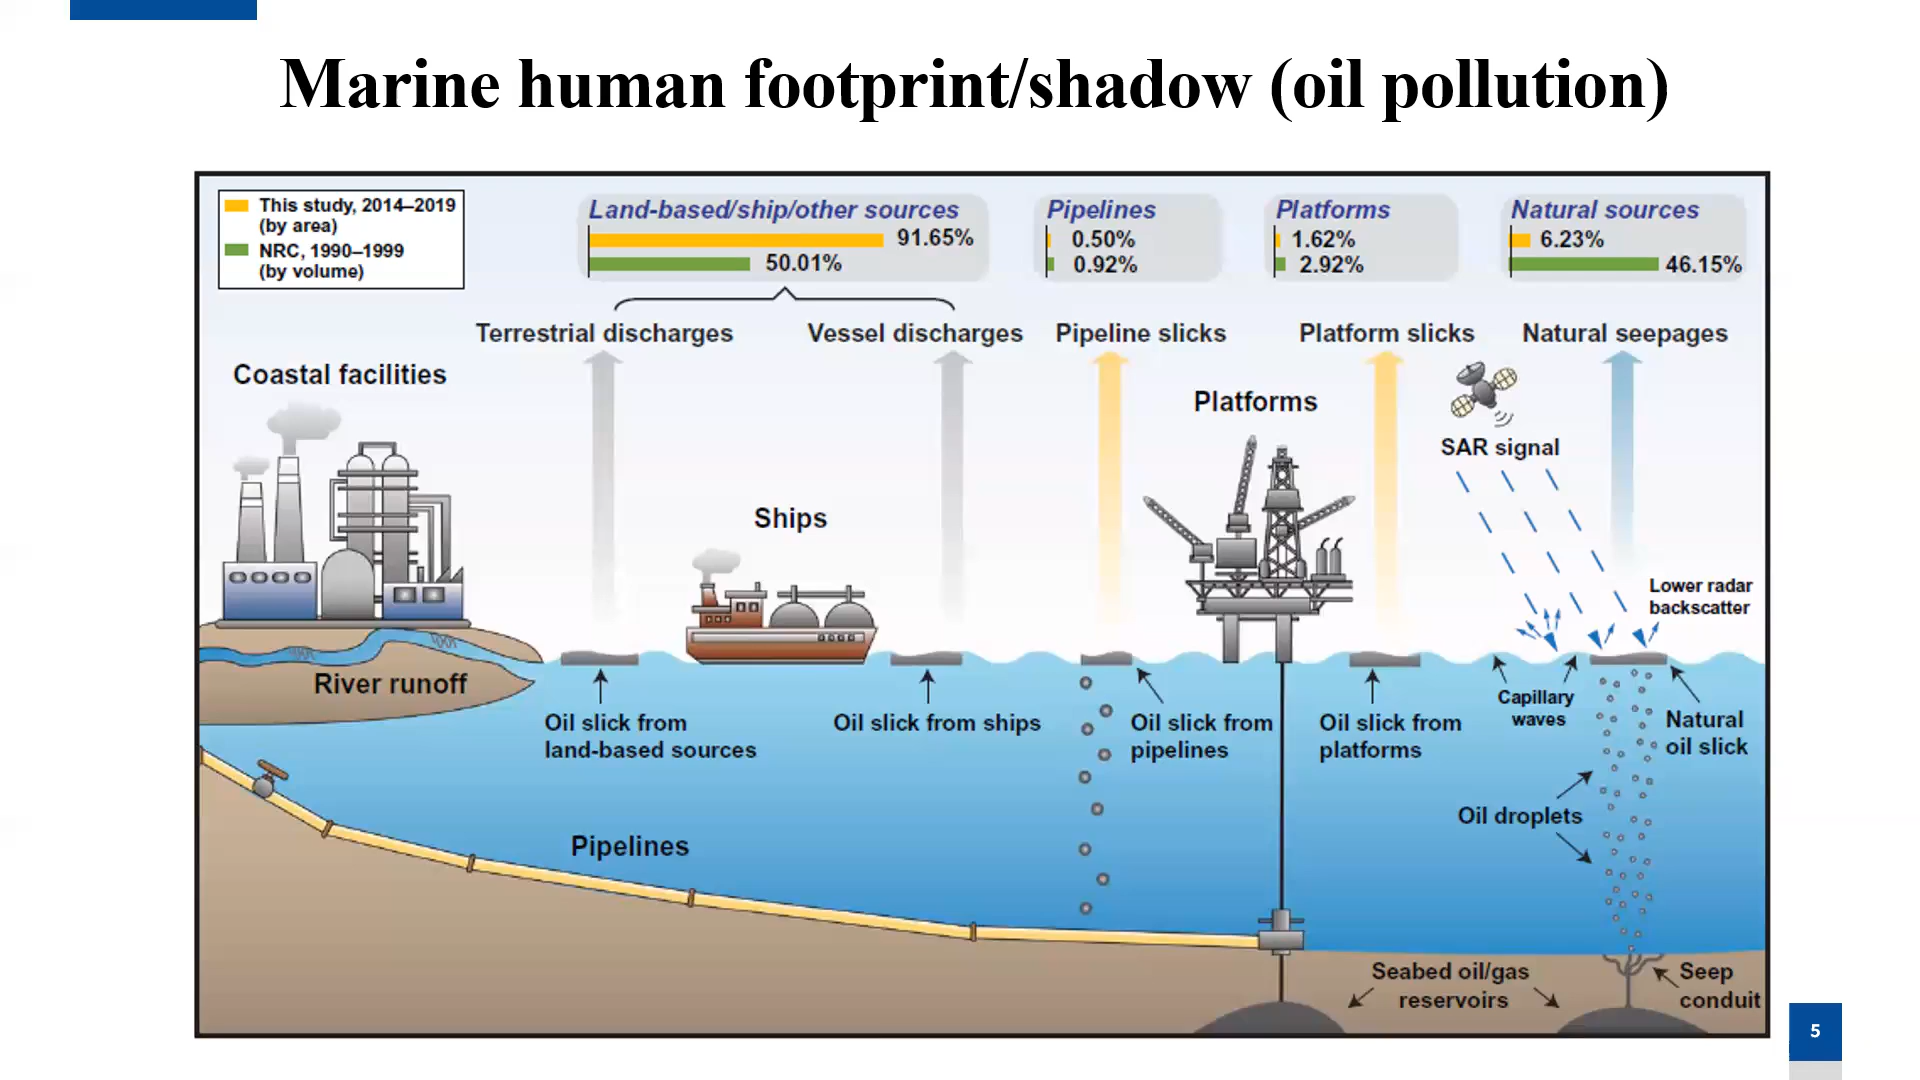 Marine human footprint/shadow (oil pollution)
This study, 2014–2019
(by area)
NRC, 1990–1999
(by volume)
Land-based/ship/other sources
91.65%
50.01%
Pipelines
0.50%
0.92%
Platforms
1.62%
2.92%
Natural sources
6.23%
46.15%
Terrestrial discharges
Vessel discharges
Pipeline slicks
Platform slicks
Natural seepages
Coastal facilities
Platforms
SAR signal
Ships
Lower radar
backscatter
River runoff
Oil slick from
land-based sources
Oil slick from ships
Oil slick from
pipelines
Oil slick from
platforms
Capillary
waves
Natural
oil slick
Oil droplets
Pipelines
Seabed oil/gas
reservoirs
Seep
conduit
5